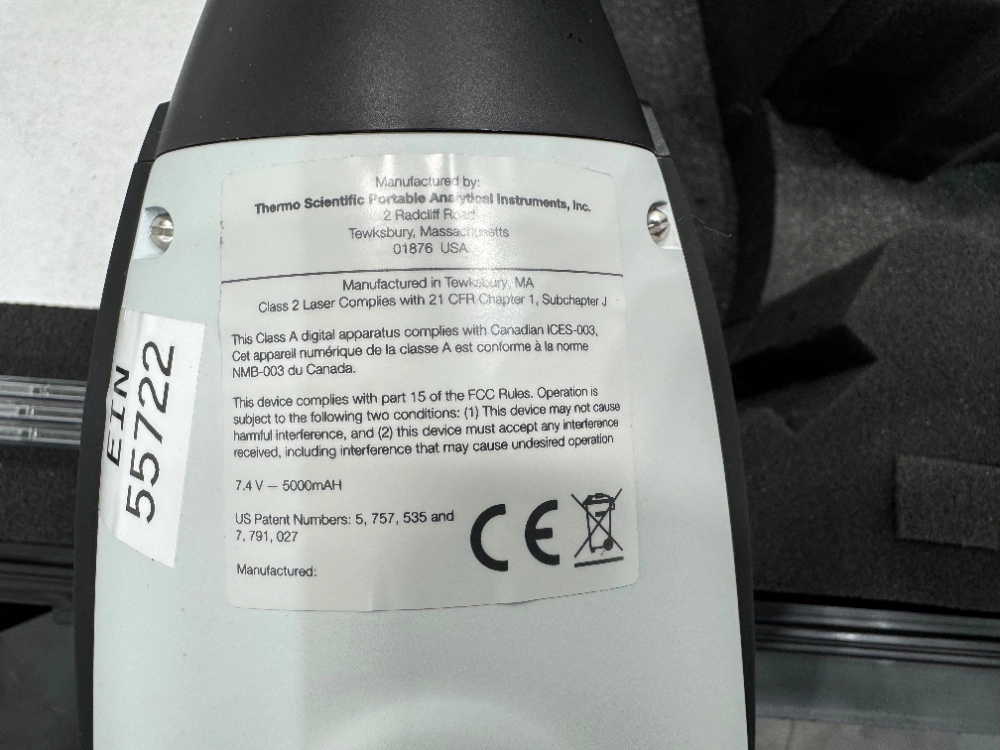 Manufactured by:
Thermo Scientific Portable Analytical Instruments, Inc.
2 Radcliff Road
Tewksbury, Massachusetts
01876 USA
Manufactured in Tewksbury, MA
Class 2 Laser Complies with 21 CFR Chapter 1, Subchapter J
This Class A digital apparatus complies with Canadian ICES-003,
Cet appareil numérique de la classe A est conforme à la norme
NMB-003 du Canada.
This device complies with part 15 of the FCC Rules. Operation is
subject to the following two conditions: (1) This device may not cause
harmful interference, and (2) this device must accept any interference
received, including interference that may cause undesired operation
7.4 V — 5000mAH
US Patent Numbers: 5, 757, 535 and
7, 791, 027
Manufactured:
CE
EIN
55722